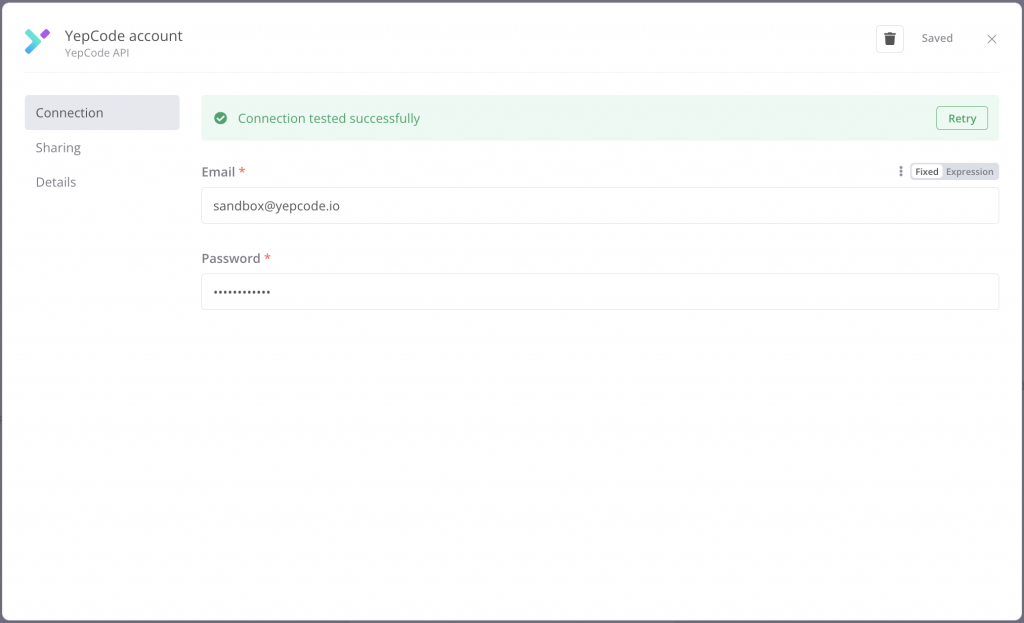 YepCode account
YepCode API
Saved
Connection
Sharing
Details
Connection tested successfully
Retry
Email *
Fixed Expression
sandbox@yepcode.io
Password *
••••••••••••